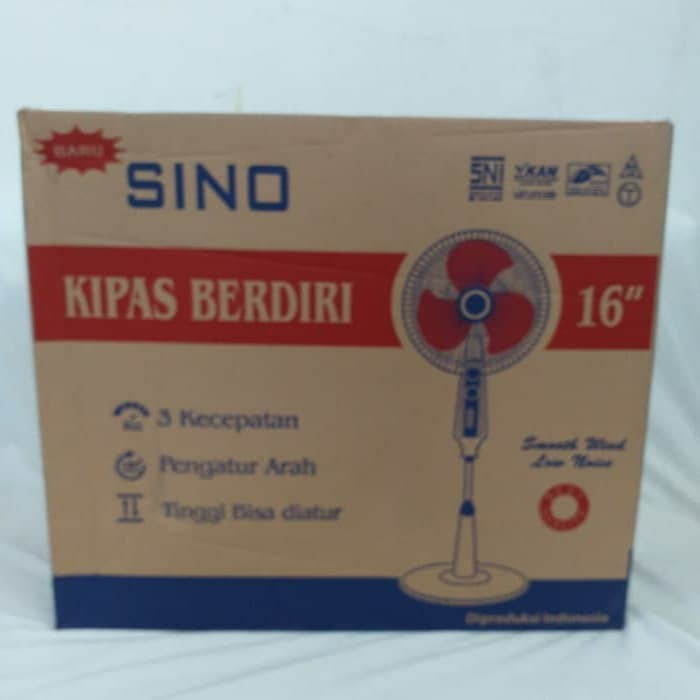 BARU
SINO
SNI
KAN
KIPAS BERDIRI
16"
3 Kecepatan
Pengatur Arah
Tinggi Bisa diatur
Smooth Wind
Low Noise
Diproduksi Indonesia